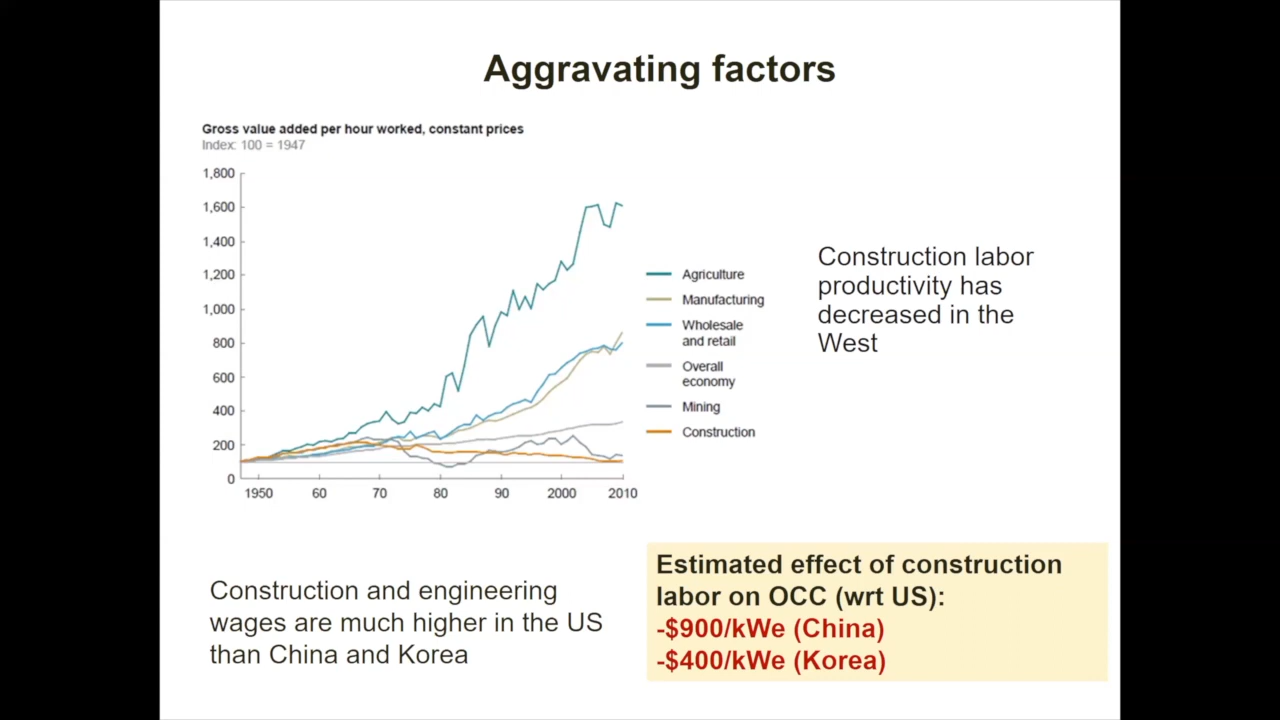 Aggravating factors
Gross value added per hour worked, constant prices
Index: 100 = 1947
1,800
1,600
1,400
1,200
1,000
800
600
400
200
0
1950 60 70 80 90 2000 2010
Agriculture
Manufacturing
Wholesale
and retail
Overall
economy
Mining
Construction
Construction labor
productivity has
decreased in the
West
Construction and engineering
wages are much higher in the US
than China and Korea
Estimated effect of construction
labor on OCC (wrt US):
-$900/kWe (China)
-$400/kWe (Korea)